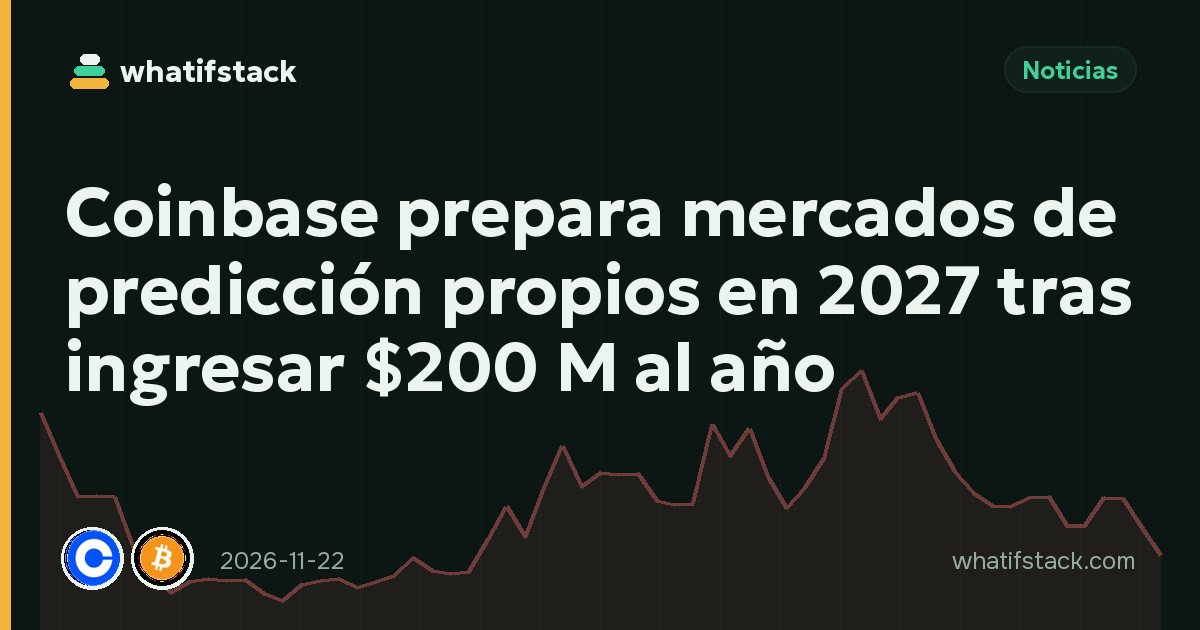 whatifstack
Noticias
Coinbase prepara mercados de
predicción propios en 2027 tras
ingresar $200 M al año
2026-11-22
whatifstack.com